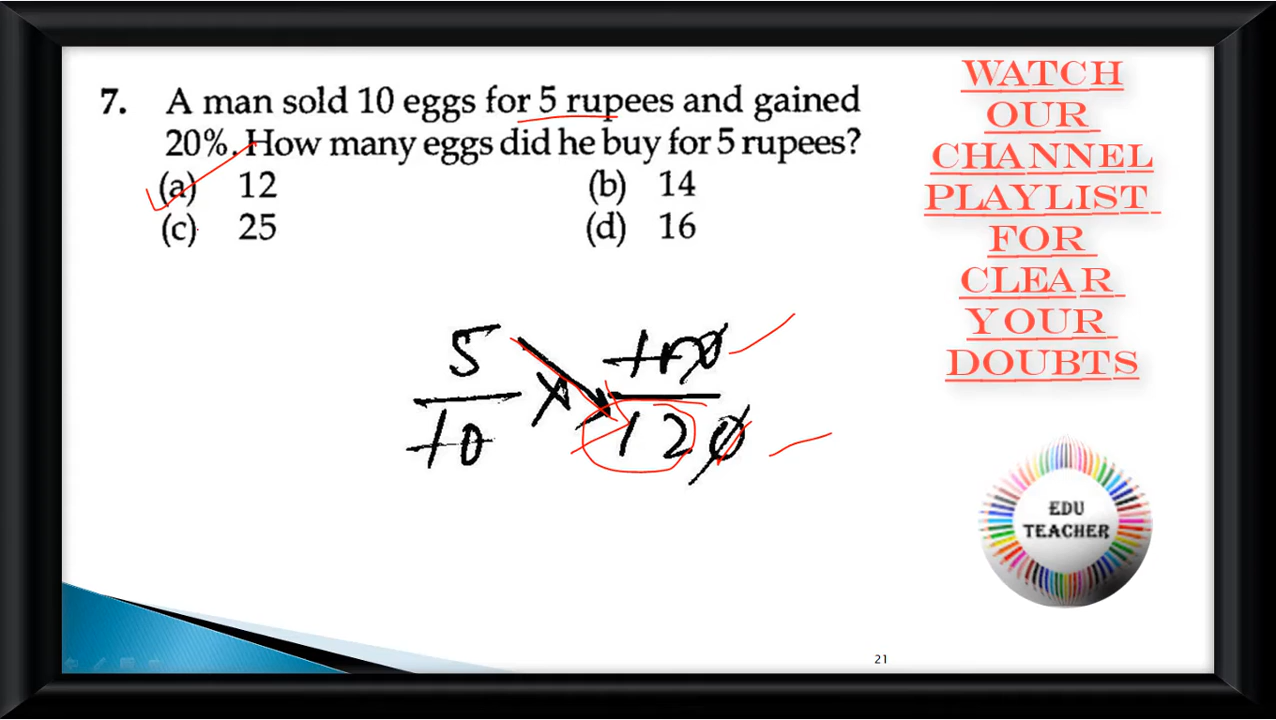 7. A man sold 10 eggs for 5 rupees and gained
20%. How many eggs did he buy for 5 rupees?
(a) 12 (b) 14
(c) 25 (d) 16
5 100
10 × 120
WATCH
OUR
CHANNEL
PLAYLIST
FOR
CLEAR
YOUR
DOUBTS
EDU
TEACHER
21